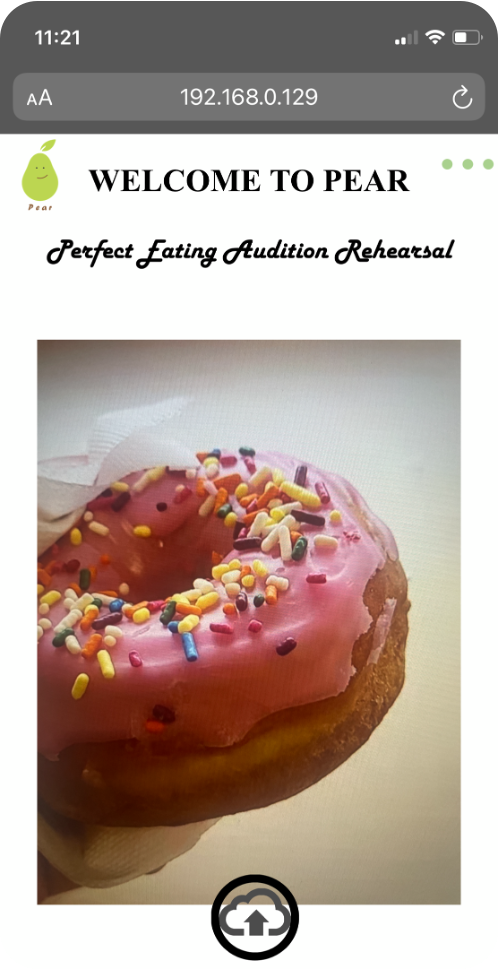 11:21
AA
192.168.0.129
Pear
WELCOME TO PEAR
Perfect Eating Audition Rehearsal